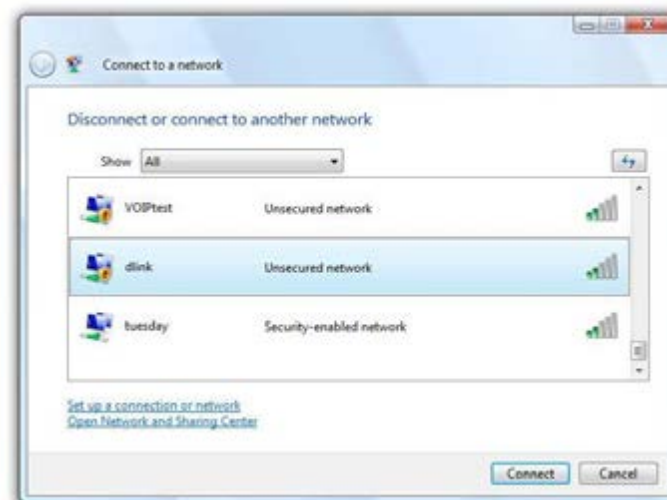 Connect to a network
Disconnect or connect to another network
Show All
VOIPtest Unsecured network
dlink Unsecured network
tuesday Security-enabled network
Set up a connection or network
Open Network and Sharing Center
Connect Cancel